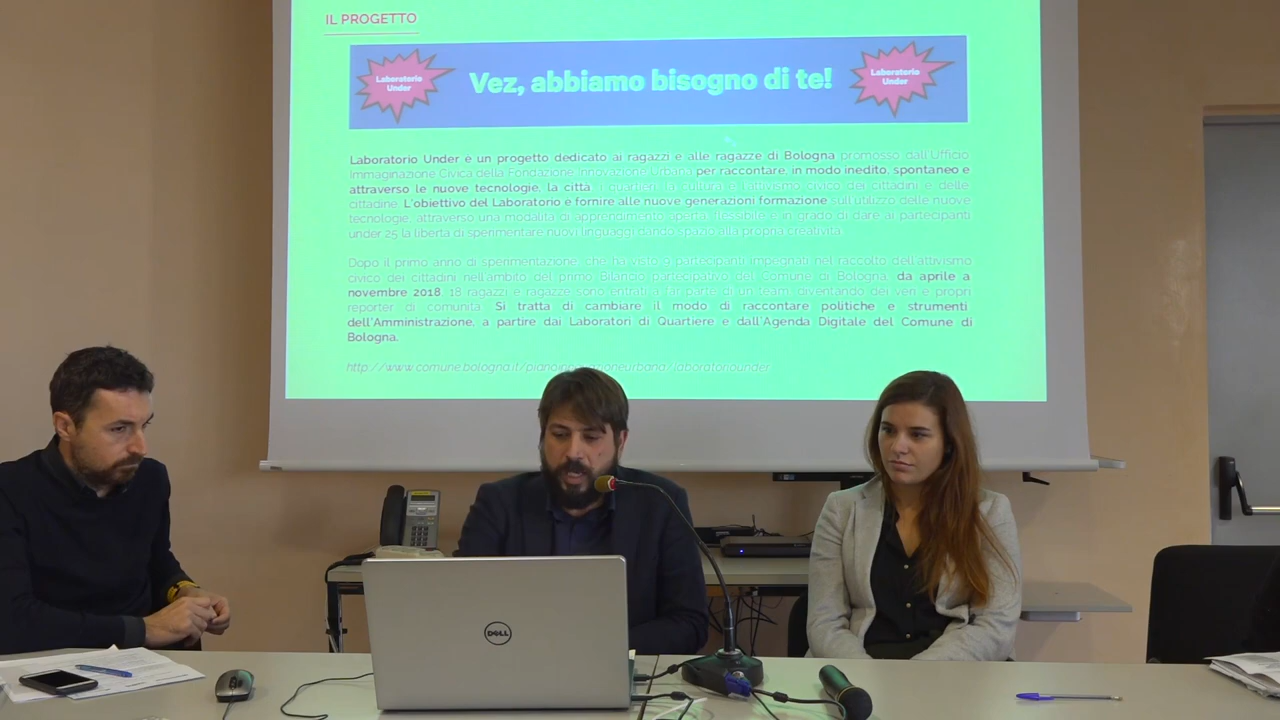 IL PROGETTO
Laboratorio
Under
Vez, abbiamo bisogno di te!
Laboratorio
Under
Laboratorio Under è un progetto dedicato ai ragazzi e alle ragazze di Bologna promosso dall'Ufficio
Immaginazione Civica della Fondazione Innovazione Urbana per raccontare, in modo inedito, spontaneo e
attraverso le nuove tecnologie, la città, i quartieri, la cultura e l'attivismo civico dei cittadini e delle
cittadine. L'obiettivo del Laboratorio è fornire alle nuove generazioni formazione sull'utilizzo delle nuove
tecnologie, attraverso una modalità di apprendimento aperta, flessibile e in grado di dare ai partecipanti
under 25 la libertà di sperimentare nuovi linguaggi dando spazio alla propria creatività.
Dopo il primo anno di sperimentazione, che ha visto 9 partecipanti impegnati nel racconto dell'attivismo
civico dei cittadini nell'ambito del primo Bilancio partecipativo del Comune di Bologna, da aprile a
novembre 2018, 18 ragazzi e ragazze sono entrati a far parte di un team, diventando dei veri e propri
reporter di comunità. Si tratta di cambiare il modo di raccontare politiche e strumenti
dell'Amministrazione, a partire dai Laboratori di Quartiere e dall'Agenda Digitale del Comune di
Bologna.
http://www.comune.bologna.it/pianoinnovazioneurbana/laboratoriounder
DELL